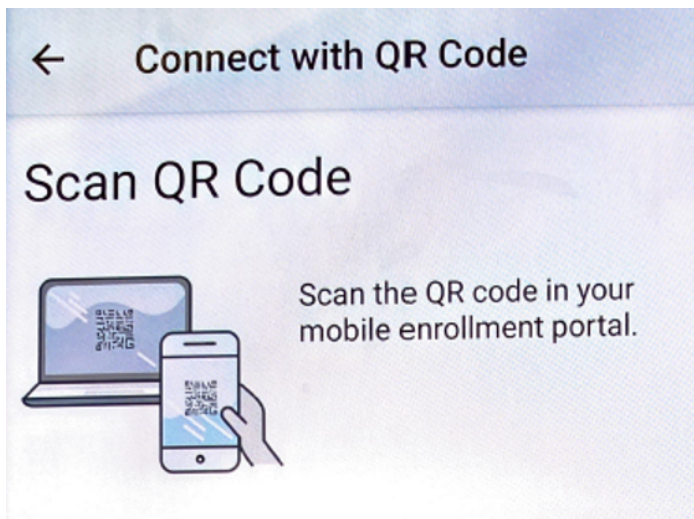 Connect with QR Code
Scan QR Code
Scan the QR code in your
mobile enrollment portal.